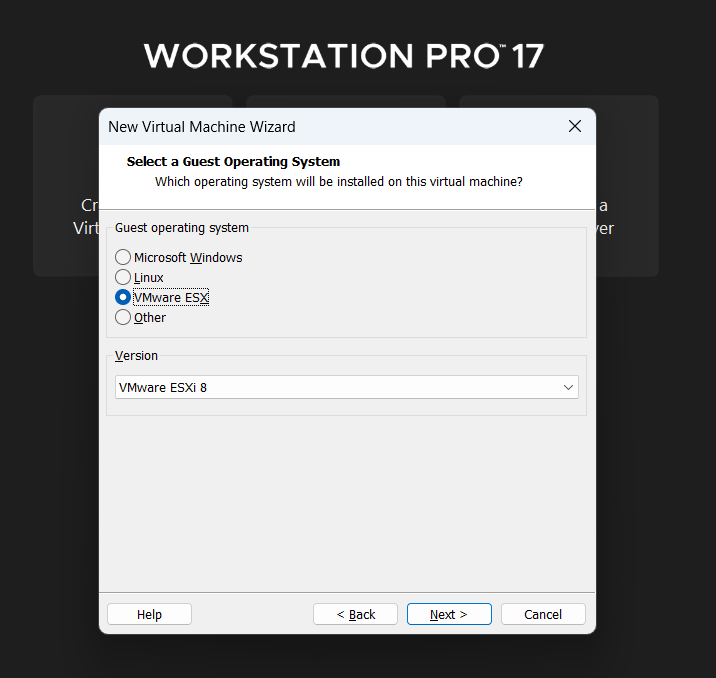 WORKSTATION PRO™ 17
New Virtual Machine Wizard
Select a Guest Operating System
Which operating system will be installed on this virtual machine?
Cr
a
Virt
ver
Guest operating system
Microsoft Windows
Linux
VMware ESX
Other
Version
VMware ESXi 8
Help
< Back
Next >
Cancel